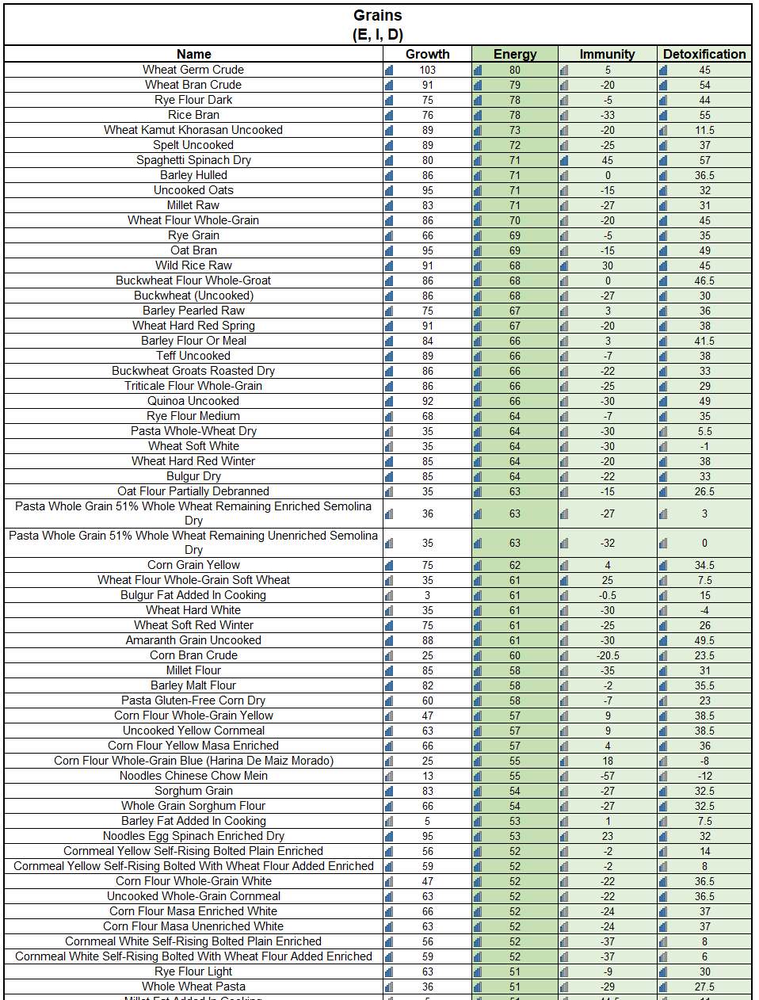 Grains
(E, I, D)
Name Growth Energy Immunity Detoxification
Wheat Germ Crude 103 80 5 45
Wheat Bran Crude 91 79 -20 54
Rye Flour Dark 75 78 -5 44
Rice Bran 76 78 -33 55
Wheat Kamut Khorasan Uncooked 89 73 -20 11.5
Spelt Uncooked 89 72 -25 37
Spaghetti Spinach Dry 80 71 45 57
Barley Hulled 86 71 0 36.5
Uncooked Oats 95 71 -15 32
Millet Raw 83 71 -27 31
Wheat Flour Whole-Grain 86 70 -20 45
Rye Grain 66 69 -5 35
Oat Bran 95 69 -15 49
Wild Rice Raw 91 68 30 45
Buckwheat Flour Whole-Groat 86 68 0 46.5
Buckwheat (Uncooked) 86 68 -27 30
Barley Pearled Raw 75 67 3 36
Wheat Hard Red Spring 91 67 -20 38
Barley Flour Or Meal 84 66 3 41.5
Teff Uncooked 89 66 -7 38
Buckwheat Groats Roasted Dry 86 66 -22 33
Triticale Flour Whole-Grain 86 66 -25 29
Quinoa Uncooked 92 66 -30 49
Rye Flour Medium 68 64 -7 35
Pasta Whole-Wheat Dry 35 64 -30 5.5
Wheat Soft White 35 64 -30 -1
Wheat Hard Red Winter 85 64 -20 38
Bulgur Dry 85 64 -22 33
Oat Flour Partially Debranned 35 63 -15 26.5
Pasta Whole Grain 51% Whole Wheat Remaining Enriched Semolina
Dry 36 63 -27 3
Pasta Whole Grain 51% Whole Wheat Remaining Unenriched Semolina
Dry 35 63 -32 0
Corn Grain Yellow 75 62 4 34.5
Wheat Flour Whole-Grain Soft Wheat 35 61 25 7.5
Bulgur Fat Added In Cooking 3 61 -0.5 15
Wheat Hard White 35 61 -30 -4
Wheat Soft Red Winter 75 61 -25 26
Amaranth Grain Uncooked 88 61 -30 49.5
Corn Bran Crude 25 60 -20.5 23.5
Millet Flour 85 58 -35 31
Barley Malt Flour 82 58 -2 35.5
Pasta Gluten-Free Corn Dry 60 58 -7 23
Corn Flour Whole-Grain Yellow 47 57 9 38.5
Uncooked Yellow Cornmeal 63 57 9 38.5
Corn Flour Yellow Masa Enriched 66 57 4 36
Corn Flour Whole-Grain Blue (Harina De Maiz Morado) 25 55 18 -8
Noodles Chinese Chow Mein 13 55 -57 -12
Sorghum Grain 83 54 -27 32.5
Whole Grain Sorghum Flour 66 54 -27 32.5
Barley Fat Added In Cooking 5 53 1 7.5
Noodles Egg Spinach Enriched Dry 95 53 23 32
Cornmeal Yellow Self-Rising Bolted Plain Enriched 56 52 -2 14
Cornmeal Yellow Self-Rising Bolted With Wheat Flour Added Enriched 59 52 -2 8
Corn Flour Whole-Grain White 47 52 -22 36.5
Uncooked Whole-Grain Cornmeal 63 52 -22 36.5
Corn Flour Masa Enriched White 66 52 -24 37
Corn Flour Masa Unenriched White 63 52 -24 37
Cornmeal White Self-Rising Bolted Plain Enriched 56 52 -37 8
Cornmeal White Self-Rising Bolted With Wheat Flour Added Enriched 59 52 -37 6
Rye Flour Light 63 51 -9 30
Whole Wheat Pasta 36 51 -29 27.5
Millet Fat Added In Cooking